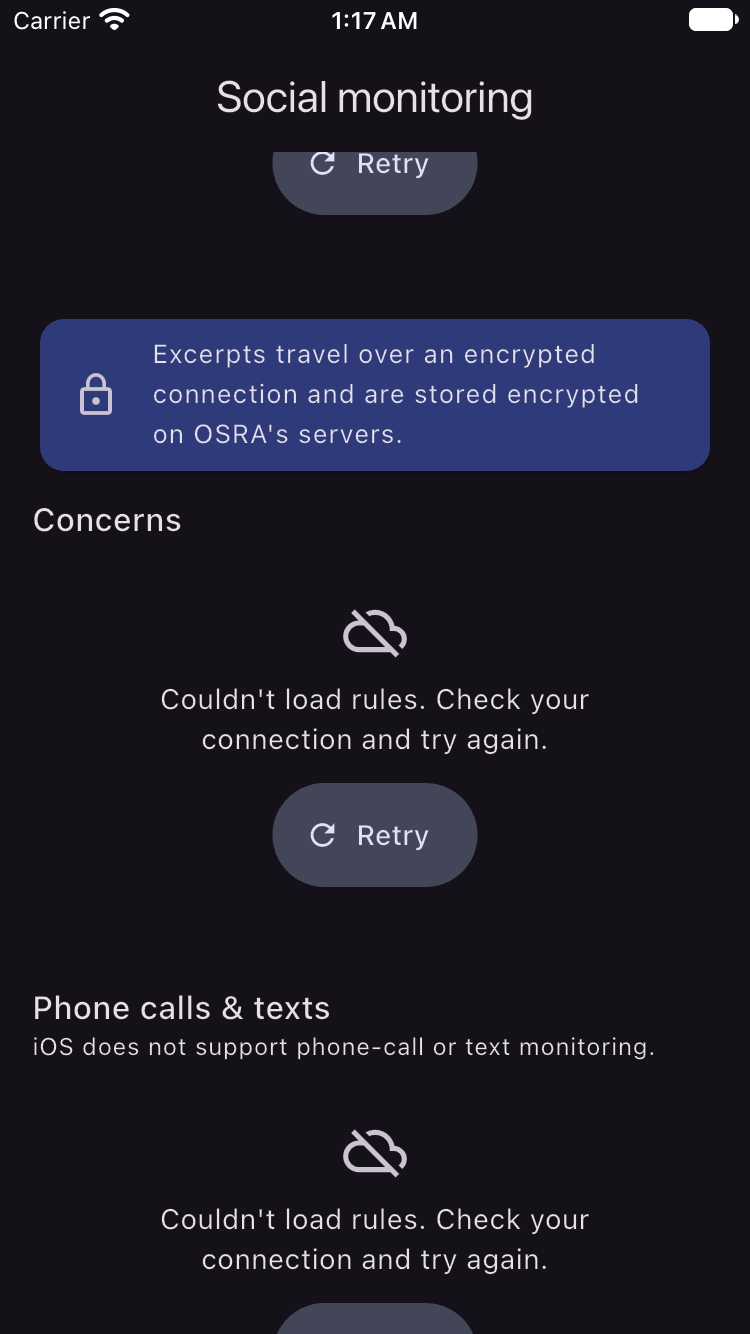 Carrier
1:17 AM
Social monitoring
Retry
Excerpts travel over an encrypted
connection and are stored encrypted
on OSRA's servers.
Concerns
Couldn't load rules. Check your
connection and try again.
Retry
Phone calls & texts
iOS does not support phone-call or text monitoring.
Couldn't load rules. Check your
connection and try again.